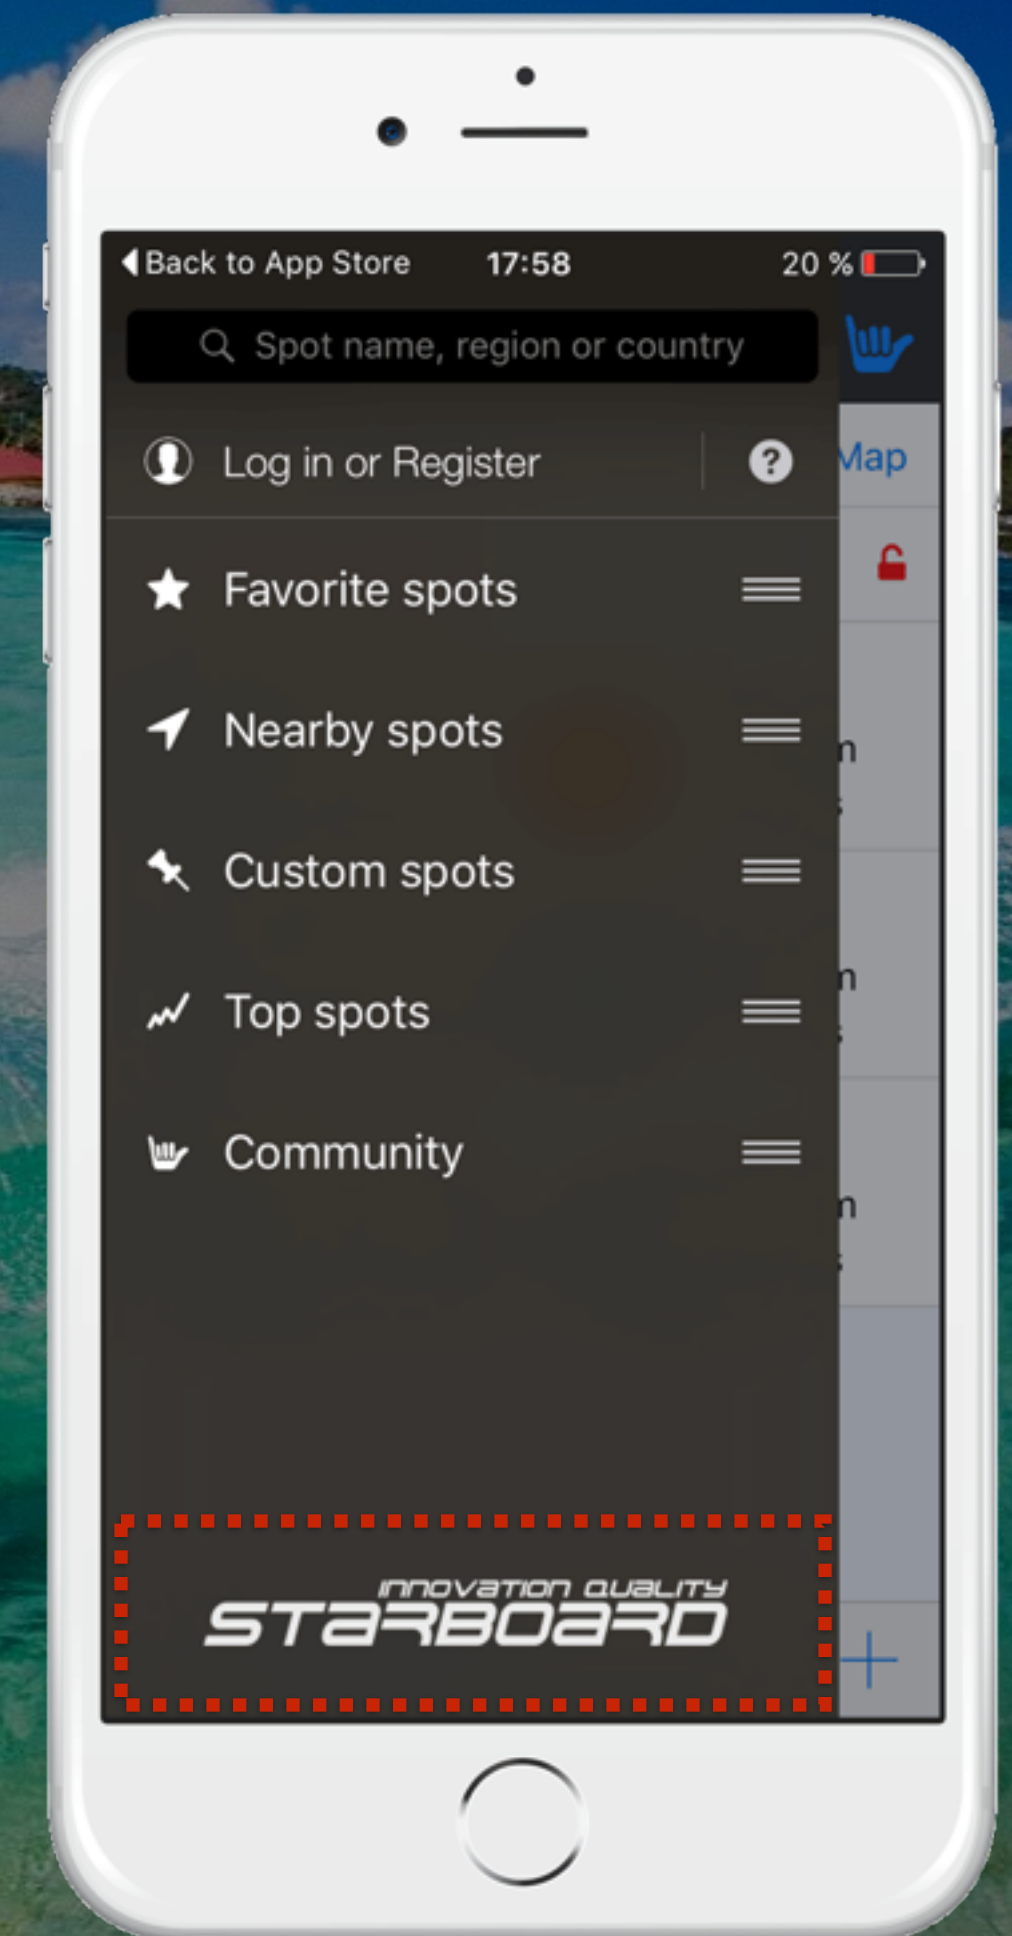 Back to App Store 17:58 20 %
Spot name, region or country
Log in or Register ? Map
Favorite spots
Nearby spots
Custom spots
Top spots
Community
INNOVATION QUALITY
STARBOARD